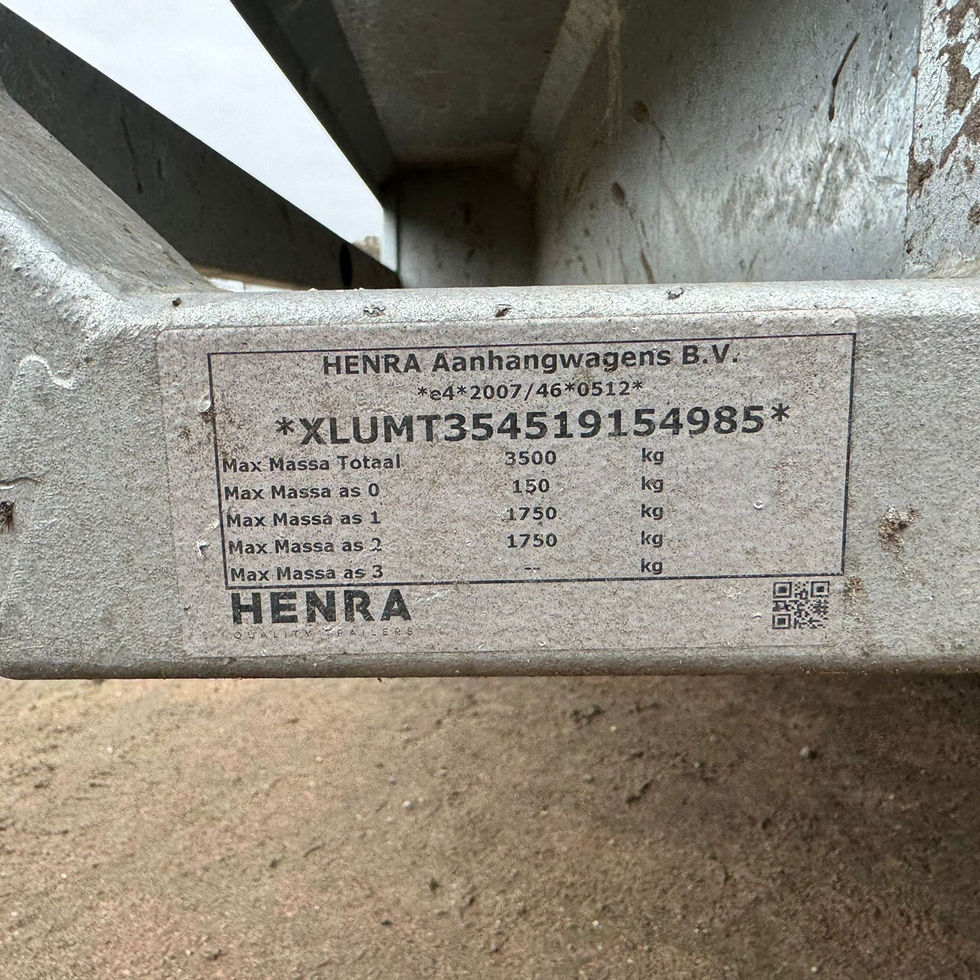 HENRA Aanhangwagens B.V.
*e4*2007/46*0512*
*XLUMT354519154985*
Max Massa Totaal 3500 kg
Max Massa as 0 150 kg
Max Massa as 1 1750 kg
Max Massa as 2 1750 kg
Max Massa as 3 -- kg
HENRA
QUALITY TRAILERS